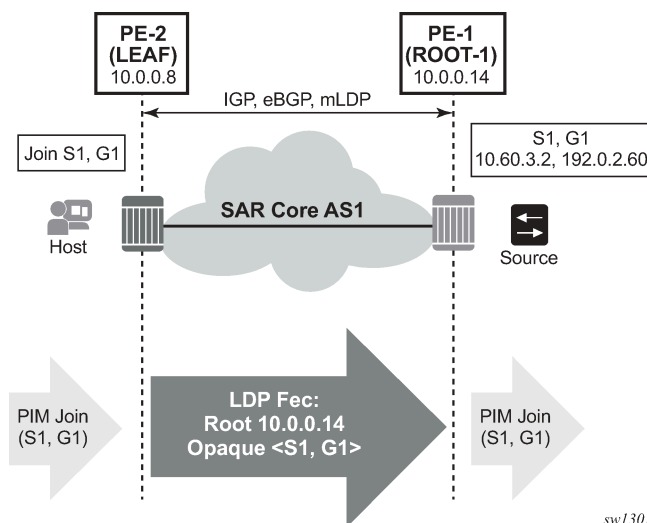 PE-2
(LEAF)
10.0.0.8
PE-1
(ROOT-1)
10.0.0.14
IGP, eBGP, mLDP
Join S1, G1
S1, G1
10.60.3.2, 192.0.2.60
SAR Core AS1
Host
Source
PIM Join
(S1, G1)
LDP Fec:
Root 10.0.0.14
Opaque <S1, G1>
PIM Join
(S1, G1)
sw130